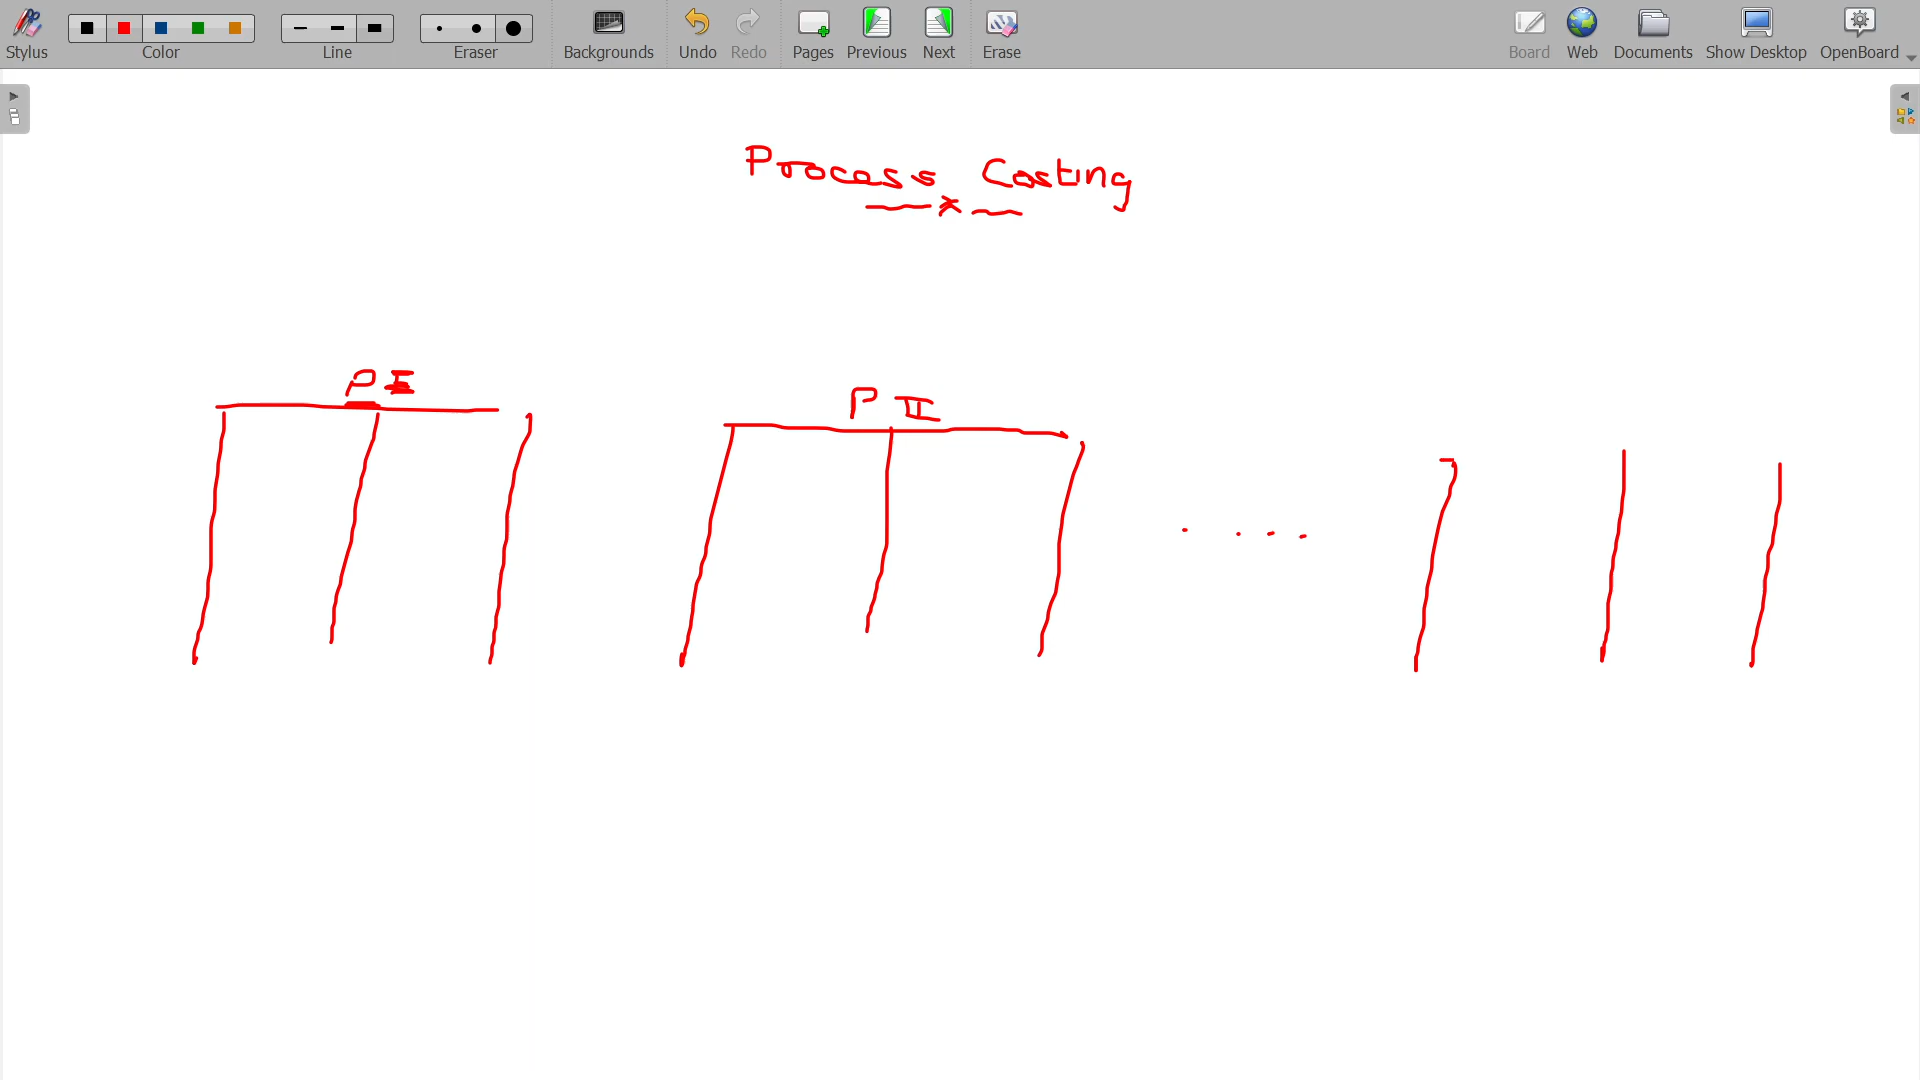 Stylus Color Line Eraser Backgrounds Undo Redo Pages Previous Next Erase Board Web Documents Show Desktop OpenBoard
Process Costing
P I
P II